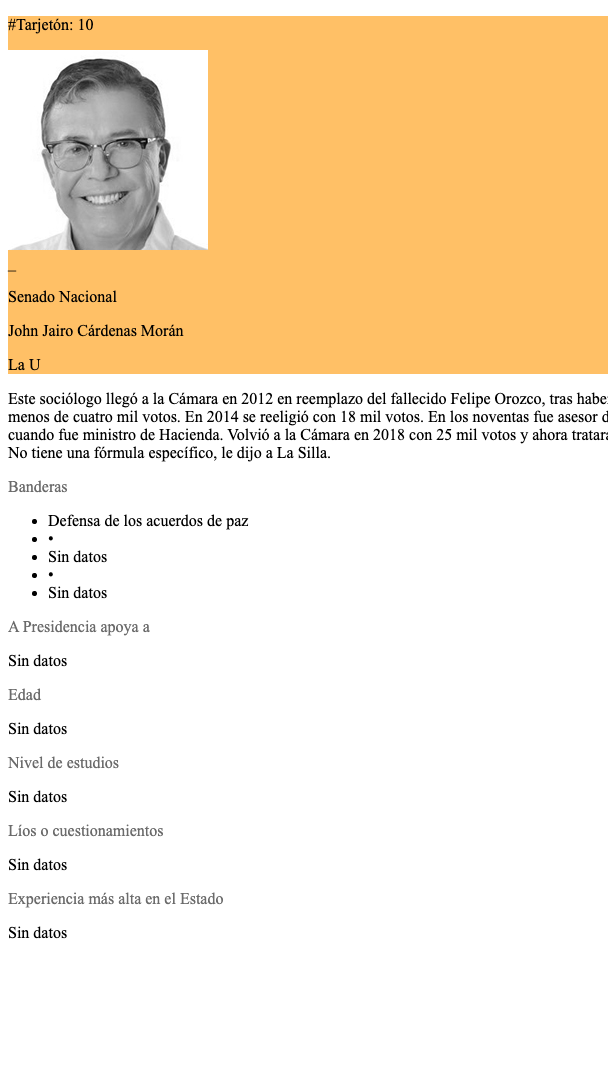 #Tarjetón: 10
_
Senado Nacional
John Jairo Cárdenas Morán
La U
Este sociólogo llegó a la Cámara en 2012 en reemplazo del fallecido Felipe Orozco, tras
menos de cuatro mil votos. En 2014 se reeligió con 18 mil votos. En los noventas fue asesor
cuando fue ministro de Hacienda. Volvió a la Cámara en 2018 con 25 mil votos y ahora
No tiene una fórmula específico, le dijo a La Silla.
Banderas
• Defensa de los acuerdos de paz
• •
• Sin datos
• •
• Sin datos
A Presidencia apoya a
Sin datos
Edad
Sin datos
Nivel de estudios
Sin datos
Líos o cuestionamientos
Sin datos
Experiencia más alta en el Estado
Sin datos